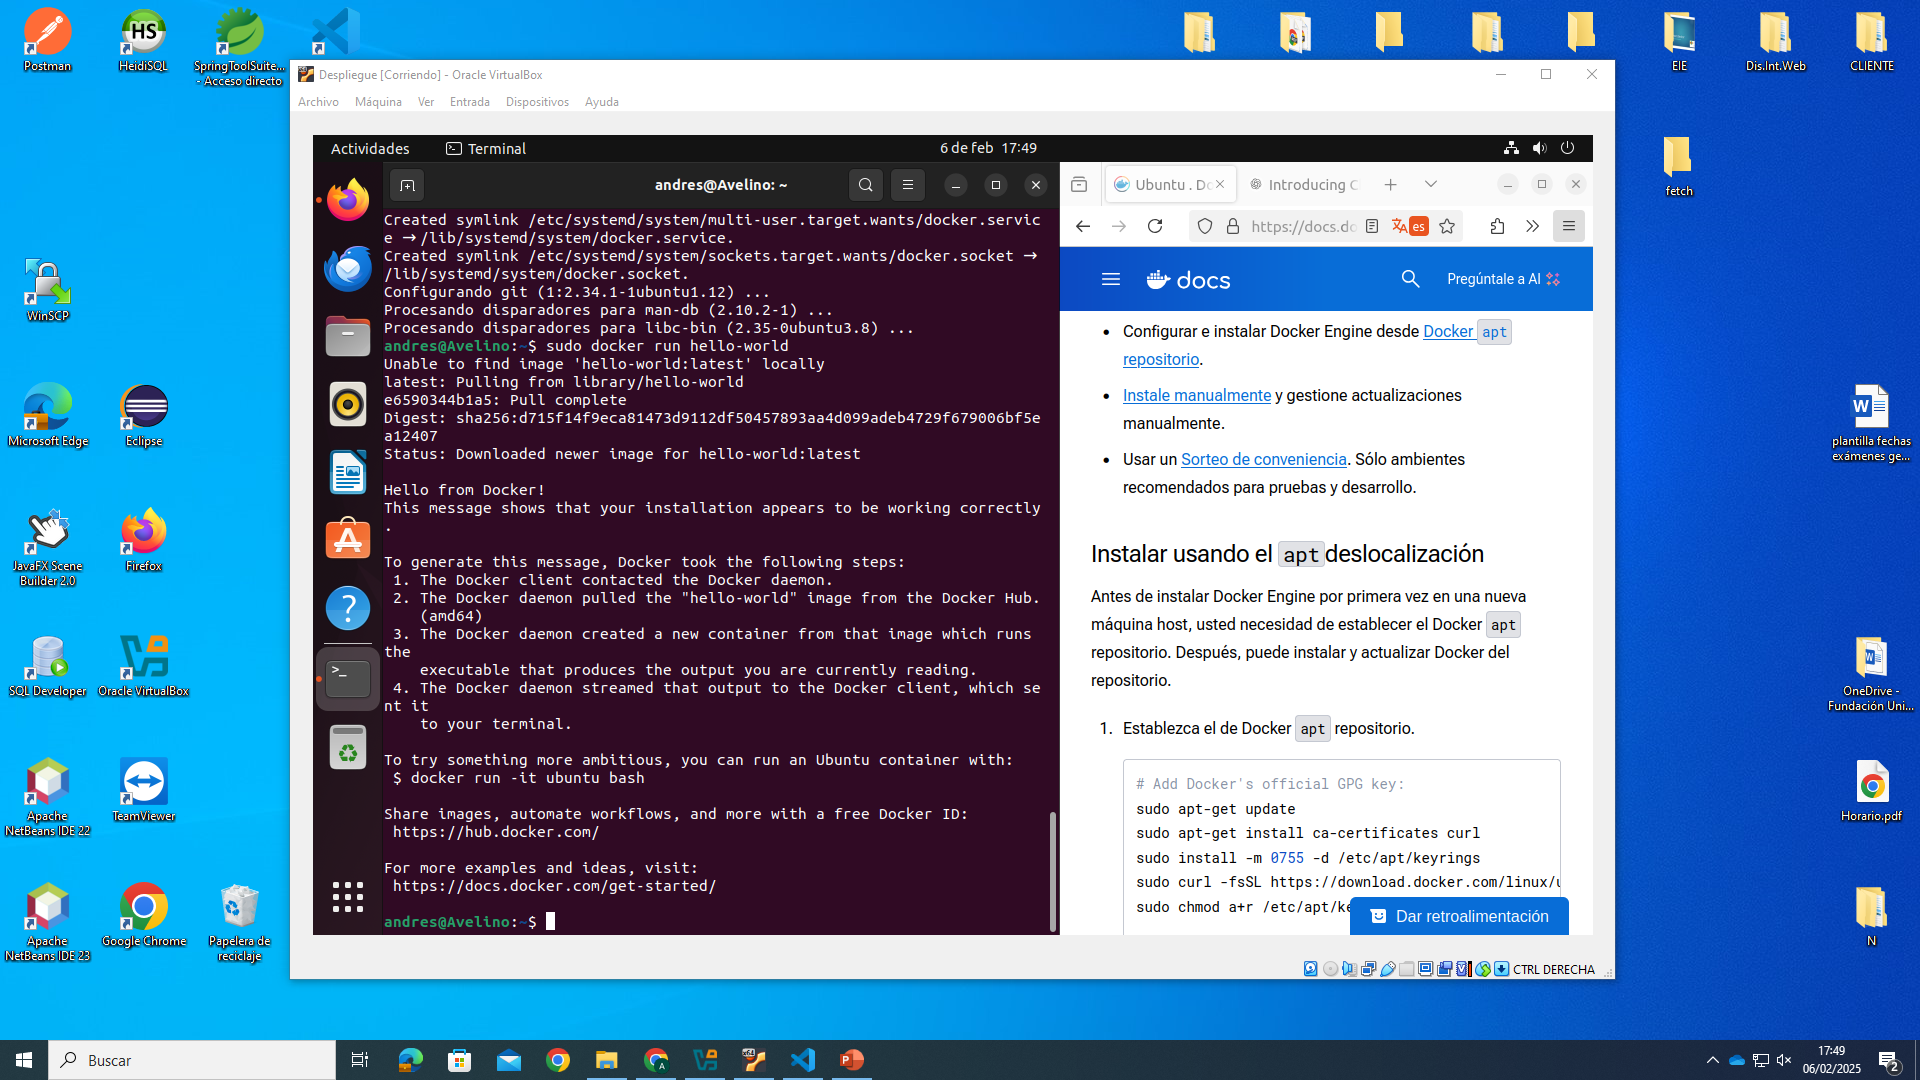 Postman
HeidiSQL
SpringToolSuite...
- Acceso directo
EIE
Dis.Int.Web
CLIENTE
fetch
Despliegue [Corriendo] - Oracle VirtualBox
Archivo Máquina Ver Entrada Dispositivos Ayuda
Actividades Terminal 6 de feb 17:49
andres@Avelino: ~
Created symlink /etc/systemd/system/multi-user.target.wants/docker.servic
e → /lib/systemd/system/docker.service.
Created symlink /etc/systemd/system/sockets.target.wants/docker.socket →
/lib/systemd/system/docker.socket.
Configurando git (1:2.34.1-1ubuntu1.12) ...
Procesando disparadores para man-db (2.10.2-1) ...
Procesando disparadores para libc-bin (2.35-0ubuntu3.8) ...
andres@Avelino:~$ sudo docker run hello-world
Unable to find image 'hello-world:latest' locally
latest: Pulling from library/hello-world
e6590344b1a5: Pull complete
Digest: sha256:d715f14f9eca81473d9112df50457893aa4d099adeb4729f679006bf5e
a12407
Status: Downloaded newer image for hello-world:latest
Hello from Docker!
This message shows that your installation appears to be working correctly
.
To generate this message, Docker took the following steps:
1. The Docker client contacted the Docker daemon.
2. The Docker daemon pulled the "hello-world" image from the Docker Hub.
(amd64)
3. The Docker daemon created a new container from that image which runs
the
executable that produces the output you are currently reading.
4. The Docker daemon streamed that output to the Docker client, which se
nt it
to your terminal.
To try something more ambitious, you can run an Ubuntu container with:
$ docker run -it ubuntu bash
Share images, automate workflows, and more with a free Docker ID:
https://hub.docker.com/
For more examples and ideas, visit:
https://docs.docker.com/get-started/
andres@Avelino:~$
Ubuntu . Do
Introducing C
https://docs.do
es
docs
Pregúntale a AI
• Configurar e instalar Docker Engine desde Docker apt
repositorio.
• Instale manualmente y gestione actualizaciones
manualmente.
• Usar un Sorteo de conveniencia. Sólo ambientes
recomendados para pruebas y desarrollo.
Instalar usando el apt deslocalización
Antes de instalar Docker Engine por primera vez en una nueva
máquina host, usted necesidad de establecer el Docker apt
repositorio. Después, puede instalar y actualizar Docker del
repositorio.
1. Establezca el de Docker apt repositorio.
# Add Docker's official GPG key:
sudo apt-get update
sudo apt-get install ca-certificates curl
sudo install -m 0755 -d /etc/apt/keyrings
sudo curl -fsSL https://download.docker.com/linux/u
sudo chmod a+r /etc/apt/ke
Dar retroalimentación
CTRL DERECHA
WinSCP
Microsoft Edge
Eclipse
JavaFX Scene
Builder 2.0
Firefox
SQL Developer
Oracle VirtualBox
Apache
NetBeans IDE 22
TeamViewer
Apache
NetBeans IDE 23
Google Chrome
Papelera de
reciclaje
plantilla fechas
exámenes ge...
OneDrive -
Fundación Uni...
Horario.pdf
N
Buscar
17:49
06/02/2025
2